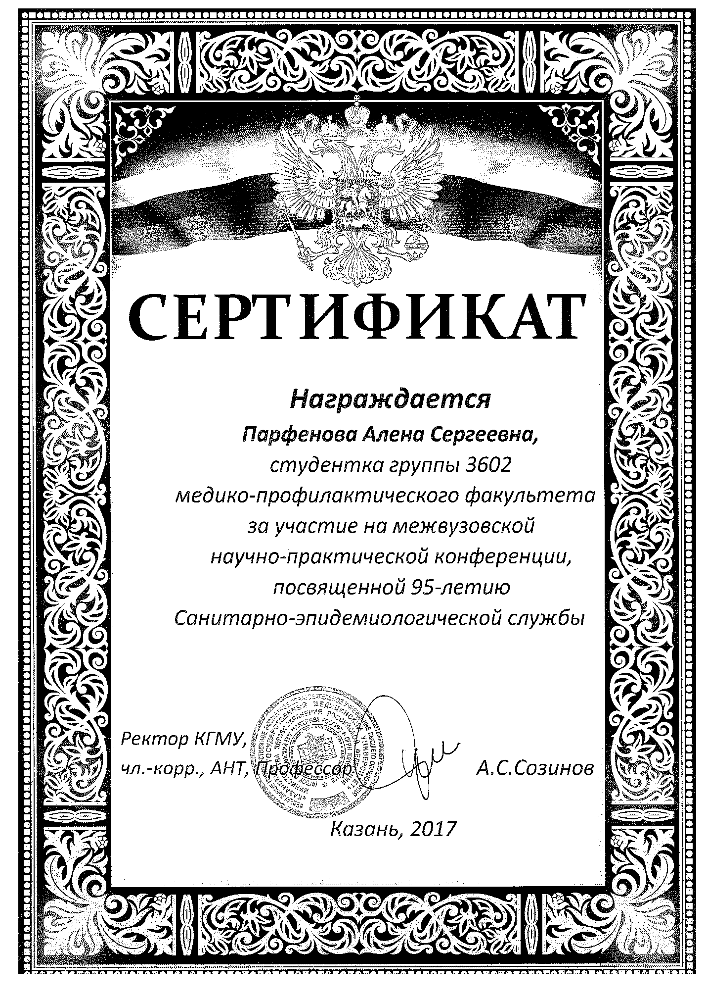 СЕРТИФИКАТ
Награждается
Парфенова Алена Сергеевна,
студентка группы 3602
медико-профилактического факультета
за участие на межвузовской
научно-практической конференции,
посвященной 95-летию
Санитарно-эпидемиологической службы
Ректор КГМУ,
чл.-корр., АНТ, Профессор
А.С.Созинов
Казань, 2017